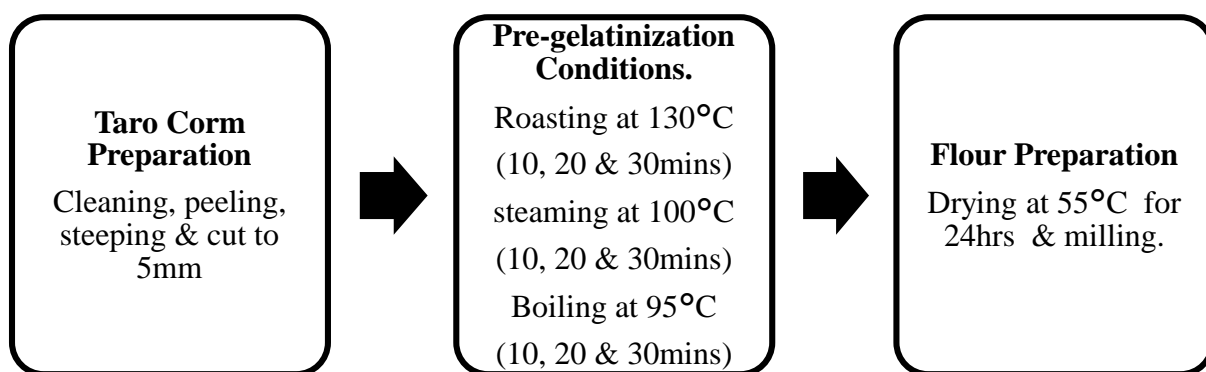 Taro Corm
Preparation
Cleaning, peeling,
steeping & cut to
5mm
Pre-gelatinization
Conditions.
Roasting at 130°C
(10, 20 & 30mins)
steaming at 100°C
(10, 20 & 30mins)
Boiling at 95°C
(10, 20 & 30mins)
Flour Preparation
Drying at 55°C for
24hrs & milling.